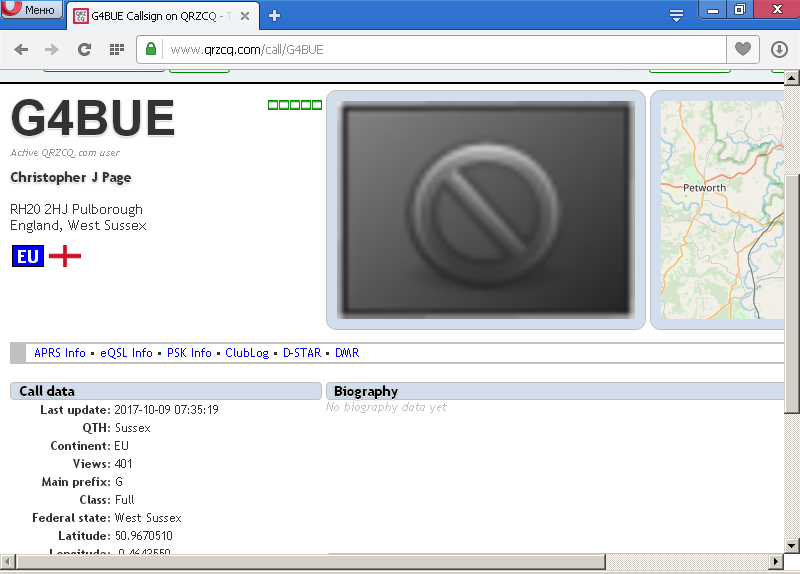 Меню
G4BUE Callsign on QRZCQ - T
www.qrzcq.com/call/G4BUE
G4BUE
Active QRZCQ.com user
Christopher J Page
RH20 2HJ Pulborough
England, West Sussex
EU
Petworth
APRS Info • eQSL Info • PSK Info • ClubLog • D-STAR • DMR
Call data
Last update: 2017-10-09 07:35:19
QTH: Sussex
Continent: EU
Views: 401
Main prefix: G
Class: Full
Federal state: West Sussex
Latitude: 50.9670510
Longitude: -0.4643550
Biography
No biography data yet